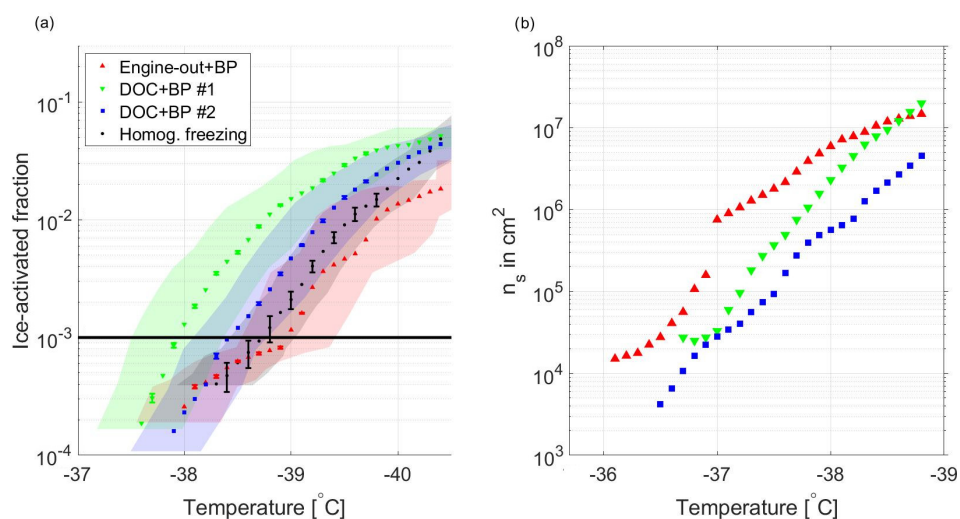 (a)
Engine-out+BP
DOC+BP #1
DOC+BP #2
Homog. freezing
10^-1
10^-2
10^-3
10^-4
Ice-activated fraction
-37
-38
-39
-40
Temperature [°C]
(b)
10^8
10^7
10^6
10^5
10^4
10^3
n_s in cm^2
-36
-37
-38
-39
Temperature [°C]